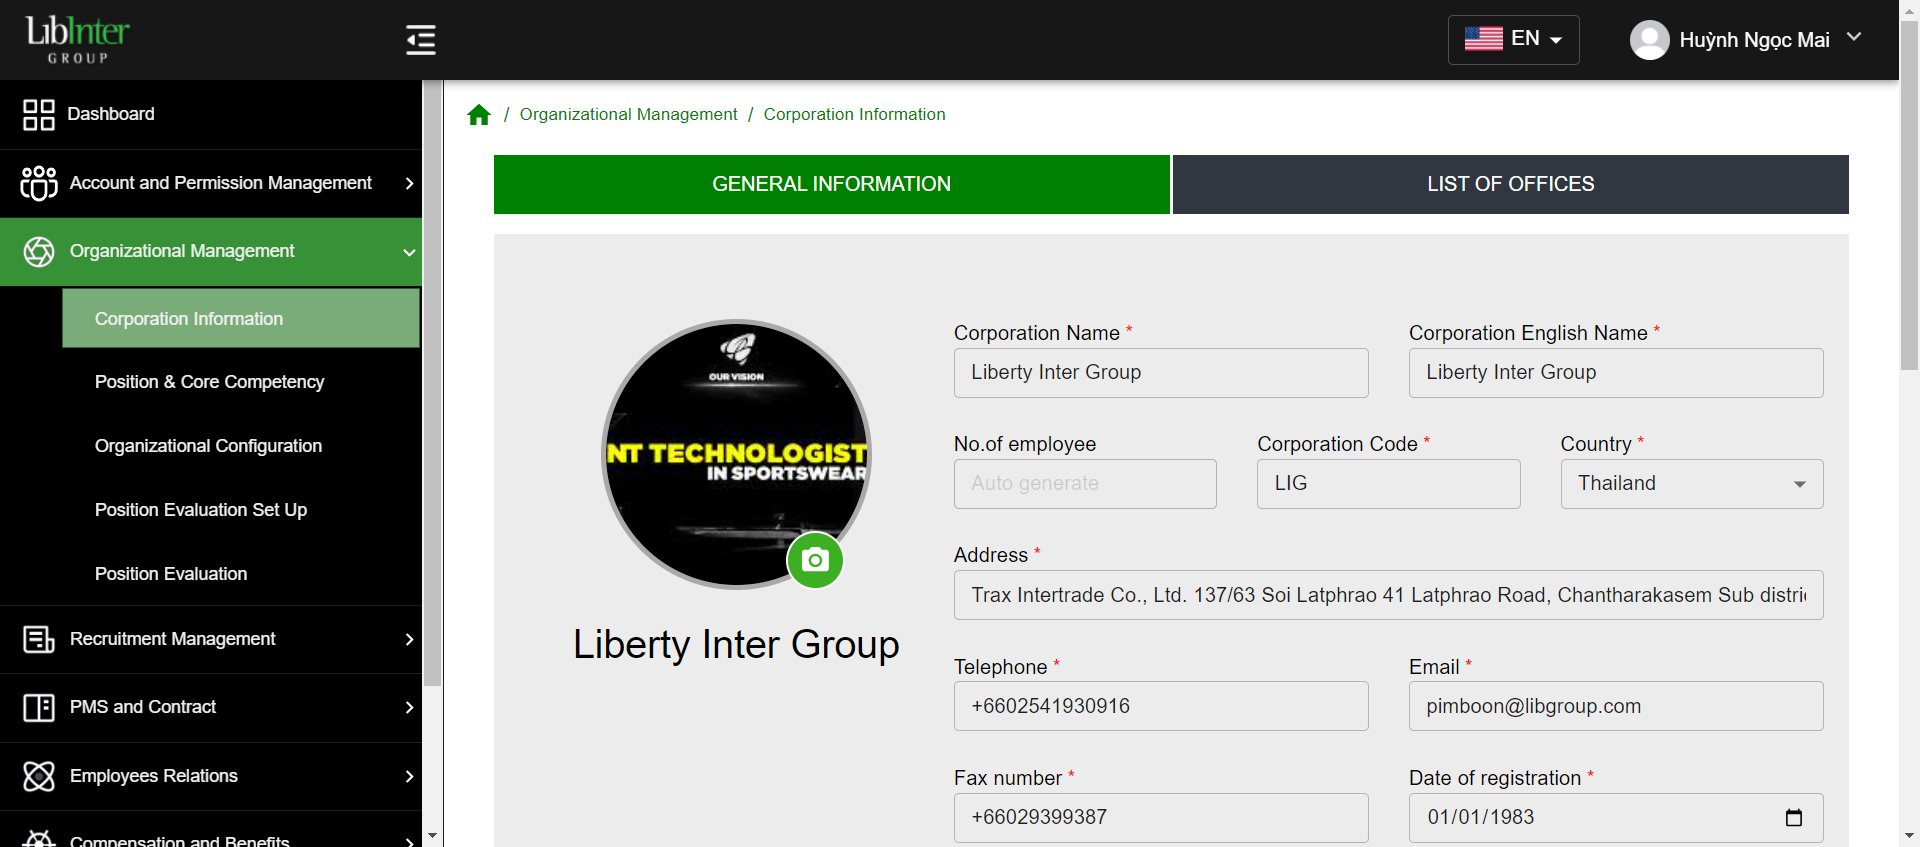 LibInter
GROUP
EN
Huỳnh Ngọc Mai
Dashboard
Account and Permission Management
Organizational Management
Corporation Information
Position & Core Competency
Organizational Configuration
Position Evaluation Set Up
Position Evaluation
Recruitment Management
PMS and Contract
Employees Relations
Compensation and Benefits
/ Organizational Management / Corporation Information
GENERAL INFORMATION
LIST OF OFFICES
OUR VISION
NT TECHNOLOGIST
IN SPORTSWEAR
Liberty Inter Group
Corporation Name *
Liberty Inter Group
Corporation English Name *
Liberty Inter Group
No.of employee
Auto generate
Corporation Code *
LIG
Country *
Thailand
Address *
Trax Intertrade Co., Ltd. 137/63 Soi Latphrao 41 Latphrao Road, Chantharakasem Sub distri
Telephone *
+6602541930916
Email *
pimboon@libgroup.com
Fax number *
+66029399387
Date of registration *
01/01/1983